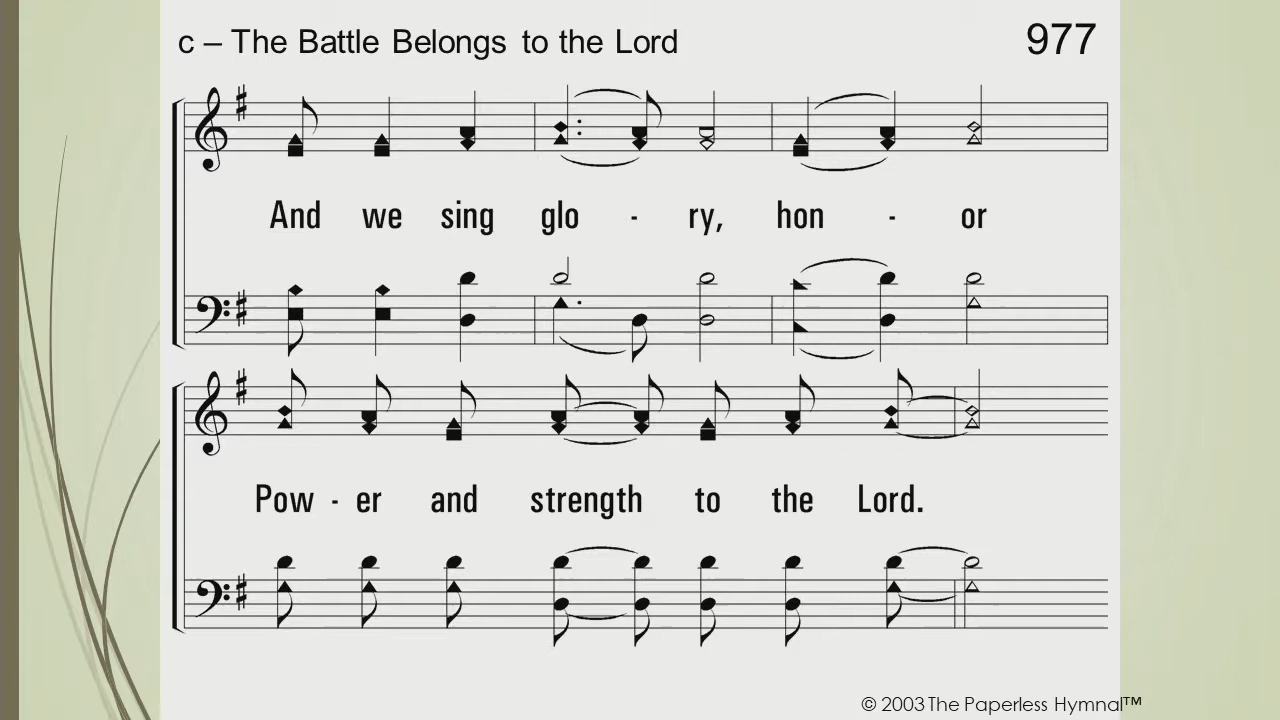 c – The Battle Belongs to the Lord 977
And we sing glo - ry, hon - or
Pow - er and strength to the Lord.
© 2003 The Paperless Hymnal™